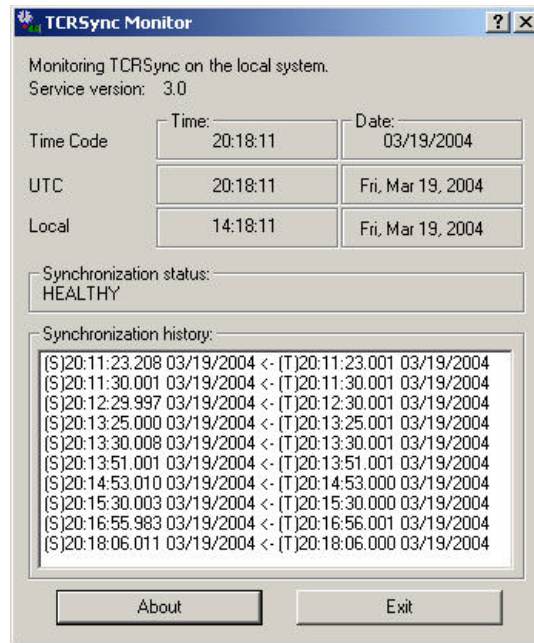 TCRSync Monitor
Monitoring TCRSync on the local system.
Service version: 3.0
Time: Date:
Time Code 20:18:11 03/19/2004
UTC 20:18:11 Fri, Mar 19, 2004
Local 14:18:11 Fri, Mar 19, 2004
Synchronization status:
HEALTHY
Synchronization history:
(S)20:11:23.208 03/19/2004 <- (T)20:11:23.001 03/19/2004
(S)20:11:30.001 03/19/2004 <- (T)20:11:30.001 03/19/2004
(S)20:12:29.997 03/19/2004 <- (T)20:12:30.001 03/19/2004
(S)20:13:25.000 03/19/2004 <- (T)20:13:25.001 03/19/2004
(S)20:13:30.008 03/19/2004 <- (T)20:13:30.001 03/19/2004
(S)20:13:51.001 03/19/2004 <- (T)20:13:51.001 03/19/2004
(S)20:14:53.010 03/19/2004 <- (T)20:14:53.000 03/19/2004
(S)20:15:30.003 03/19/2004 <- (T)20:15:30.000 03/19/2004
(S)20:16:55.983 03/19/2004 <- (T)20:16:56.001 03/19/2004
(S)20:18:06.011 03/19/2004 <- (T)20:18:06.000 03/19/2004
About Exit